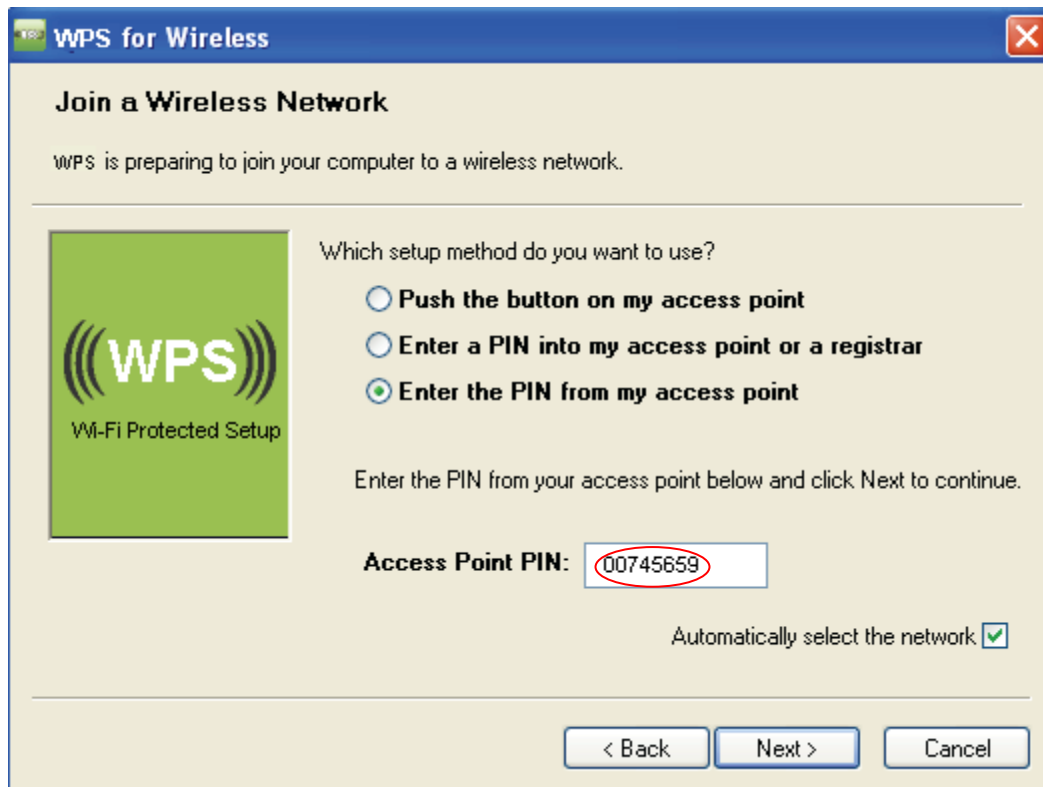 WPS for Wireless
Join a Wireless Network
WPS is preparing to join your computer to a wireless network.
Which setup method do you want to use?
Push the button on my access point
Enter a PIN into my access point or a registrar
Enter the PIN from my access point
((( WPS )))
Wi-Fi Protected Setup
Enter the PIN from your access point below and click Next to continue.
Access Point PIN: 00745659
Automatically select the network
< Back Next > Cancel